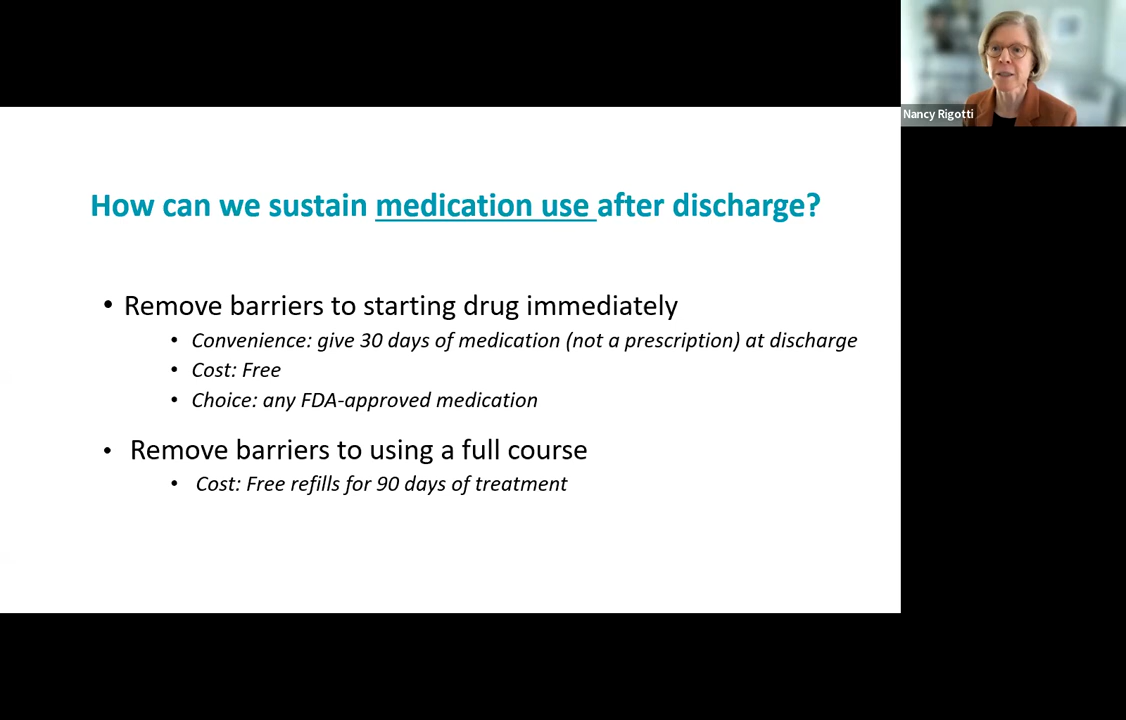 Nancy Rigotti
How can we sustain medication use after discharge?
• Remove barriers to starting drug immediately
• Convenience: give 30 days of medication (not a prescription) at discharge
• Cost: Free
• Choice: any FDA-approved medication
• Remove barriers to using a full course
• Cost: Free refills for 90 days of treatment